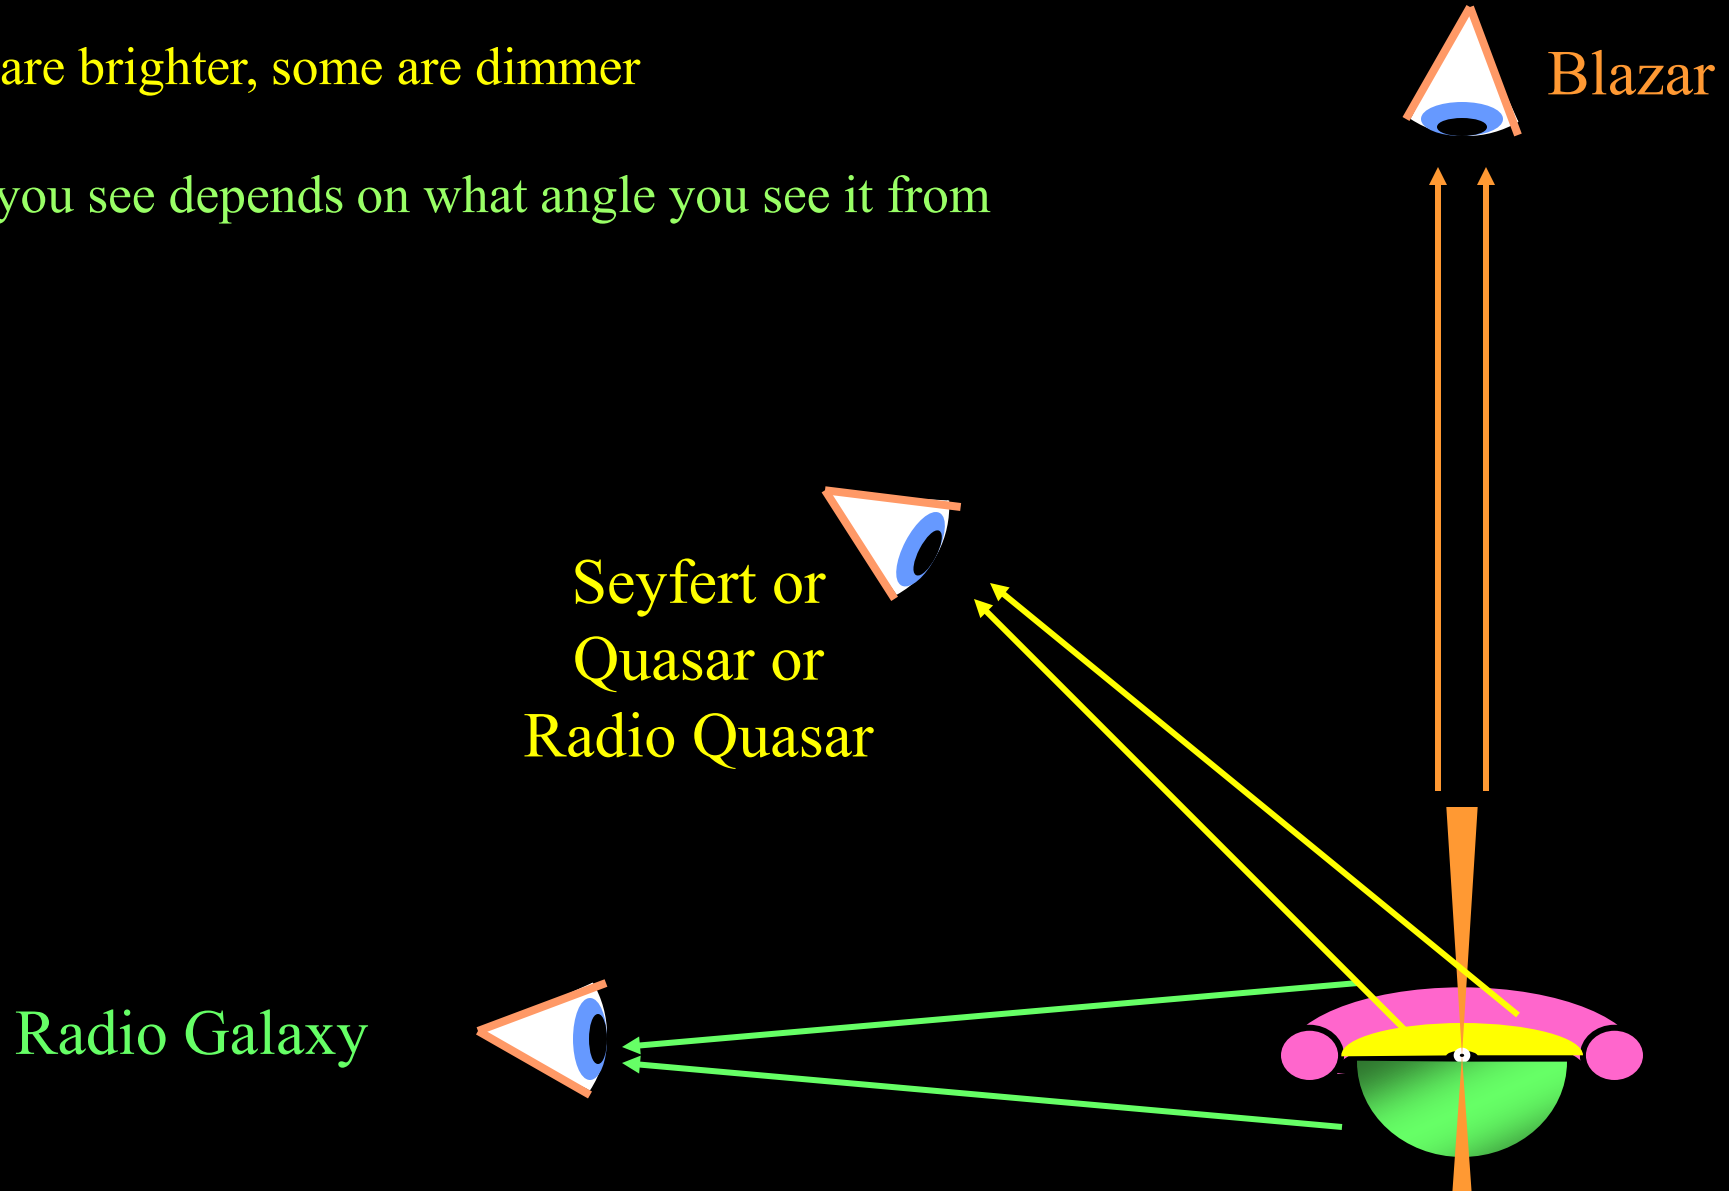 are brighter, some are dimmer
Blazar
you see depends on what angle you see it from
Seyfert or
Quasar or
Radio Quasar
Radio Galaxy